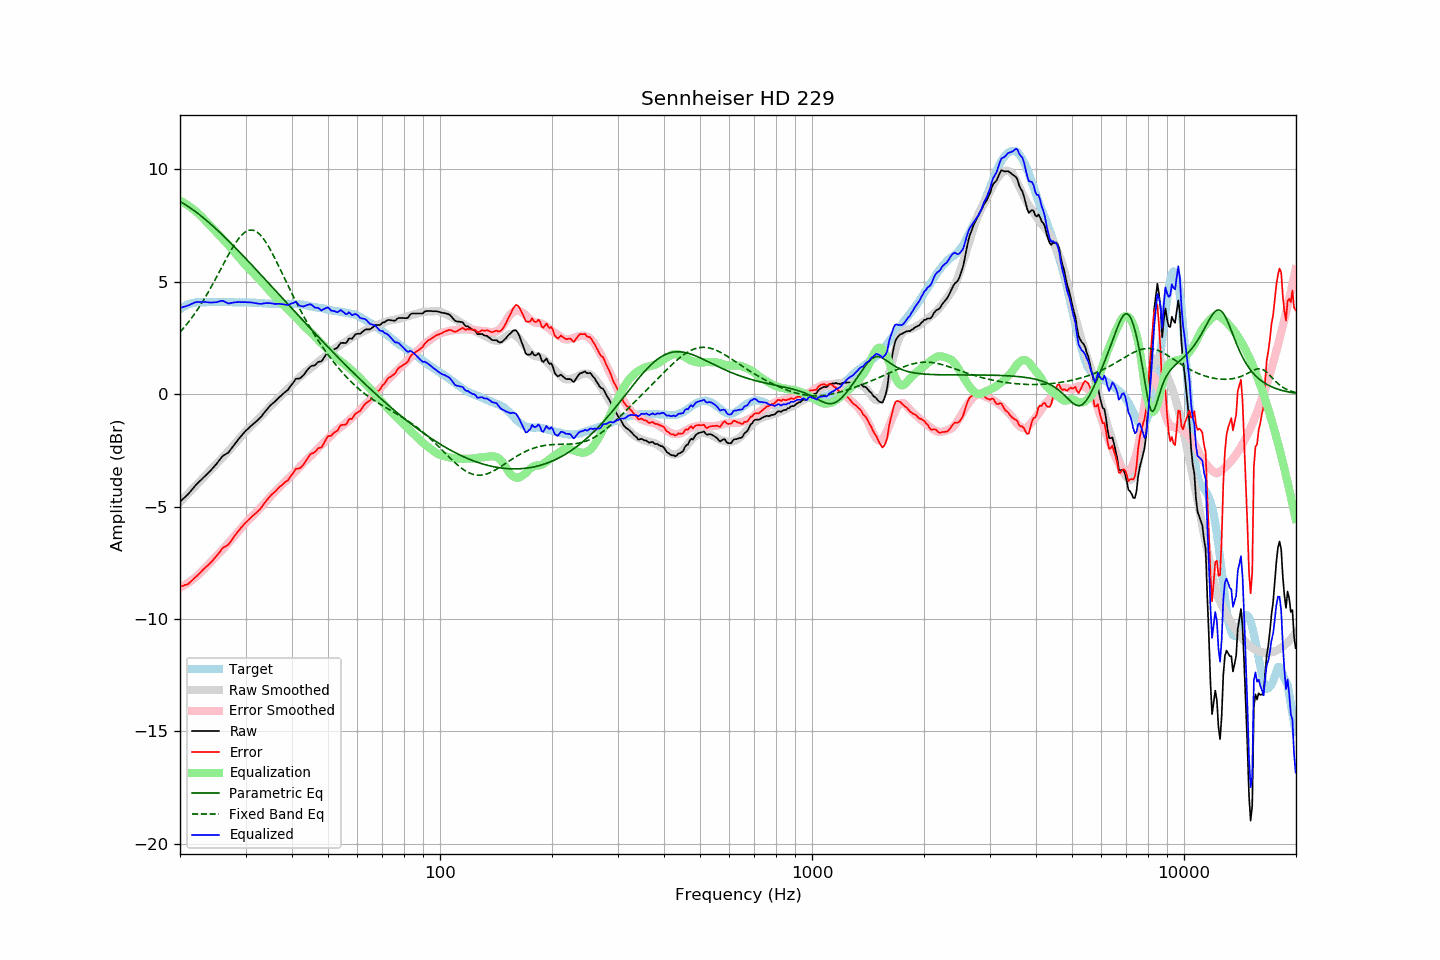 Sennheiser HD 229
10
5
0
−5
−10
−15
−20
Amplitude (dBr)
Target
Raw Smoothed
Error Smoothed
Raw
Error
Equalization
Parametric Eq
Fixed Band Eq
Equalized
100 1000 10000
Frequency (Hz)